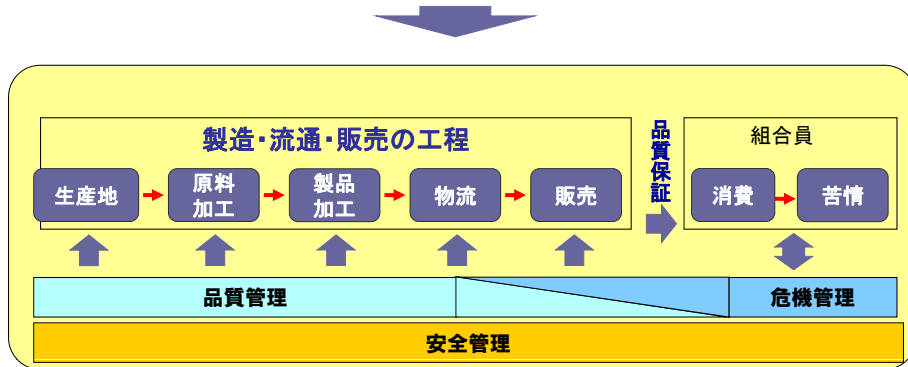 製造・流通・販売の工程
品質保証
組合員
生産地
原料
加工
製品
加工
物流
販売
消費
苦情
品質管理
危機管理
安全管理